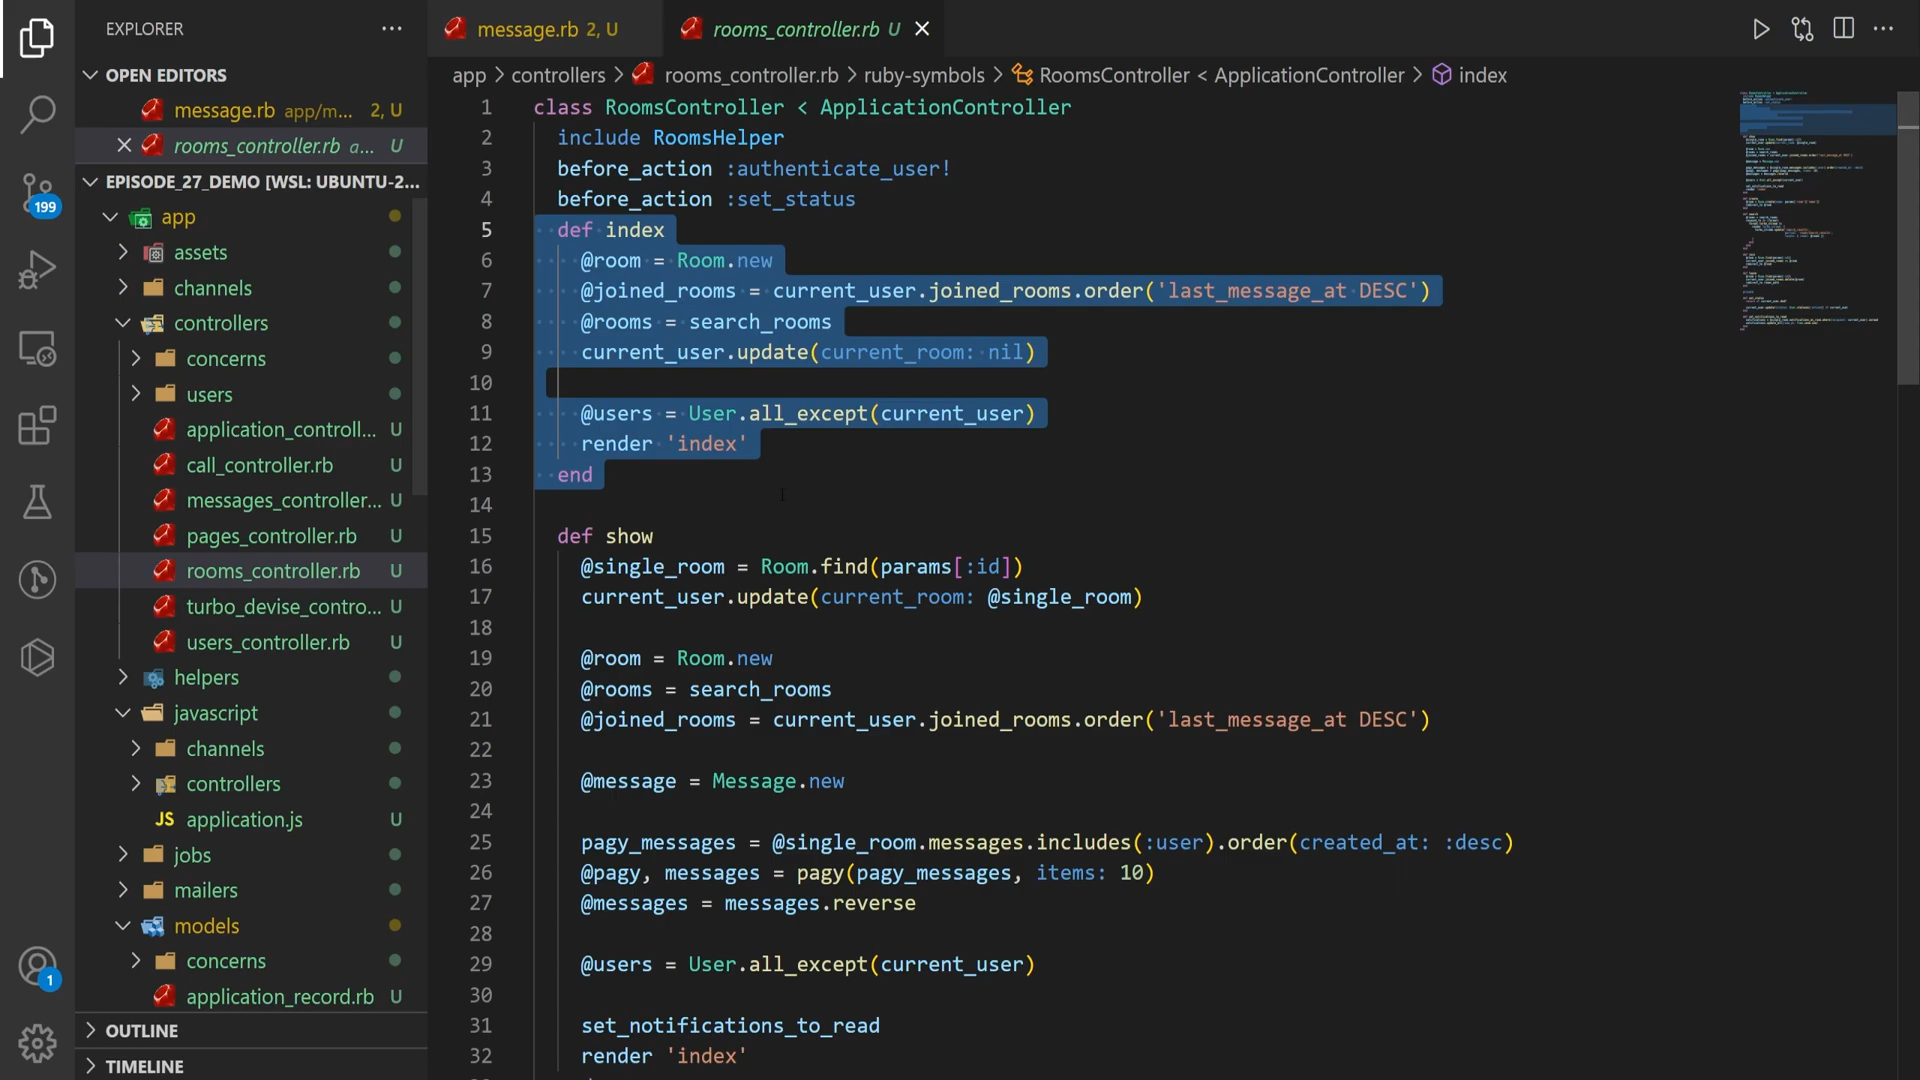 EXPLORER
OPEN EDITORS
message.rb app/m... 2, U
rooms_controller.rb a... U
EPISODE_27_DEMO [WSL: UBUNTU-2...
app
assets
channels
controllers
concerns
users
application_controll... U
call_controller.rb U
messages_controller... U
pages_controller.rb U
rooms_controller.rb U
turbo_devise_contro... U
users_controller.rb U
helpers
javascript
channels
controllers
JS application.js U
jobs
mailers
models
concerns
application_record.rb U
OUTLINE
TIMELINE
199
1
message.rb 2, U
rooms_controller.rb U
app > controllers > rooms_controller.rb > ruby-symbols > RoomsController < ApplicationController > index
1 class RoomsController < ApplicationController
2 include RoomsHelper
3 before_action :authenticate_user!
4 before_action :set_status
5 def index
6 @room = Room.new
7 @joined_rooms = current_user.joined_rooms.order('last_message_at DESC')
8 @rooms = search_rooms
9 current_user.update(current_room: nil)
10
11 @users = User.all_except(current_user)
12 render 'index'
13 end
14
15 def show
16 @single_room = Room.find(params[:id])
17 current_user.update(current_room: @single_room)
18
19 @room = Room.new
20 @rooms = search_rooms
21 @joined_rooms = current_user.joined_rooms.order('last_message_at DESC')
22
23 @message = Message.new
24
25 pagy_messages = @single_room.messages.includes(:user).order(created_at: :desc)
26 @pagy, messages = pagy(pagy_messages, items: 10)
27 @messages = messages.reverse
28
29 @users = User.all_except(current_user)
30
31 set_notifications_to_read
32 render 'index'